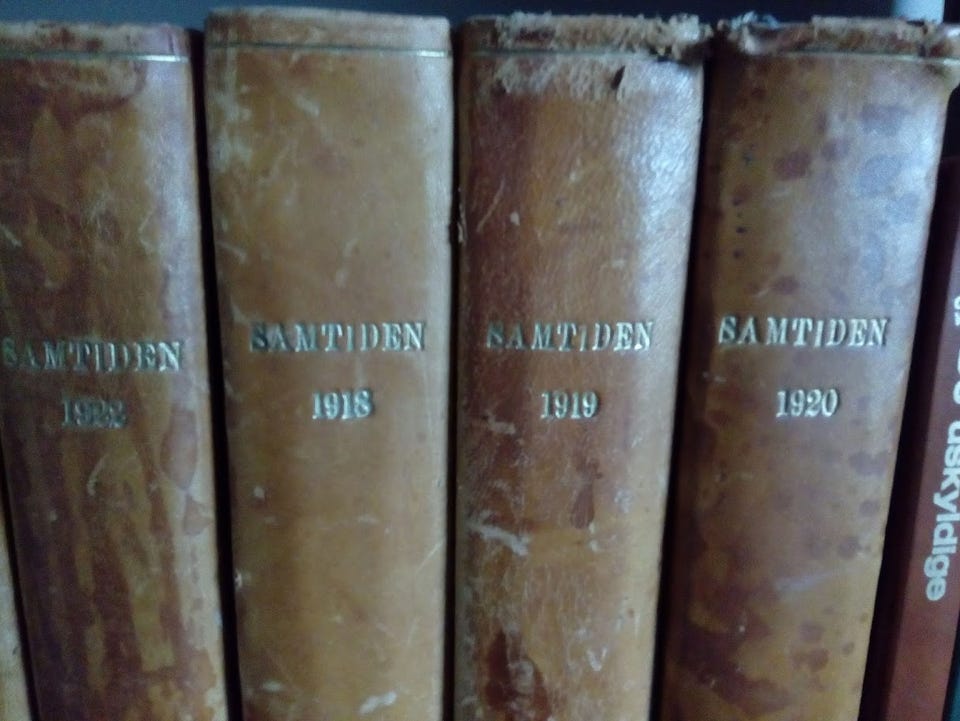 SAMTIDEN
1922
SAMTIDEN
1918
SAMTIDEN
1919
SAMTIDEN
1920
uskyldige